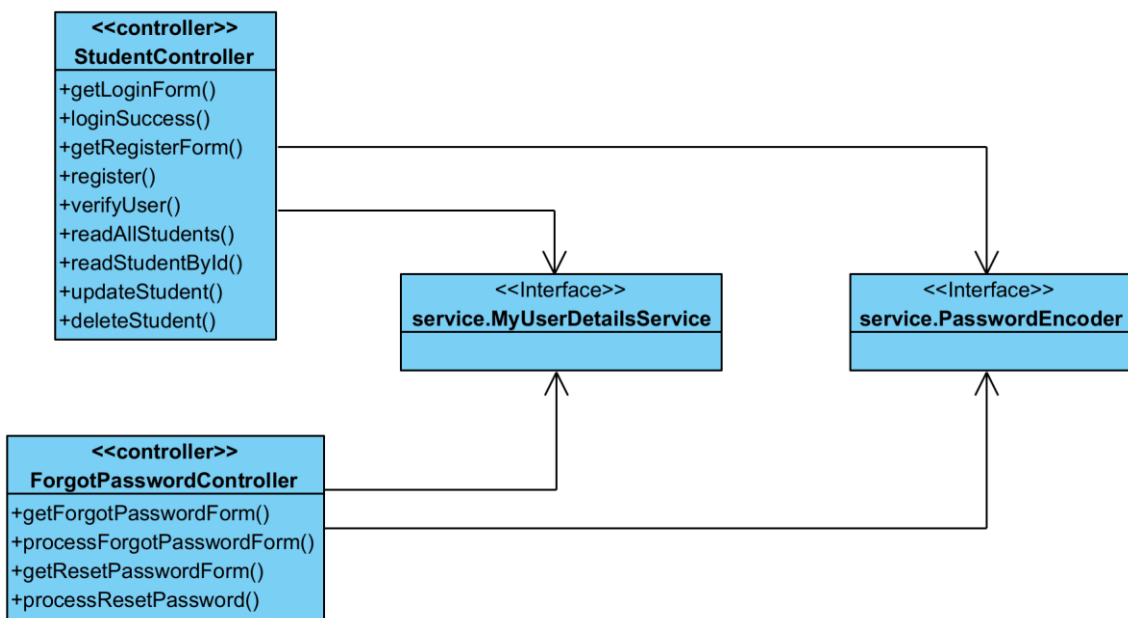 <<controller>>
StudentController
+getLoginForm()
+loginSuccess()
+getRegisterForm()
+register()
+verifyUser()
+readAllStudents()
+readStudentById()
+updateStudent()
+deleteStudent()
<<Interface>>
service.MyUserDetailsService
<<Interface>>
service.PasswordEncoder
<<controller>>
ForgotPasswordController
+getForgotPasswordForm()
+processForgotPasswordForm()
+getResetPasswordForm()
+processResetPassword()